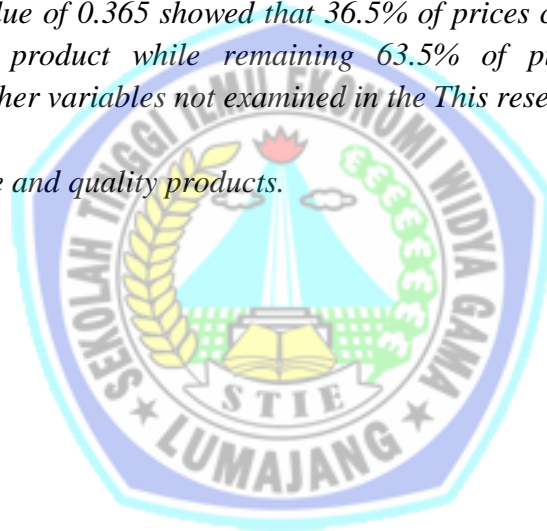 lue of 0.365 showed that 36.5% of prices c
product while remaining 63.5% of p
her variables not examined in the This rese
e and quality products.
SEKOLAH TINGGI ILMU EKONOMI WIDYA GAMA
STIE
LUMAJANG